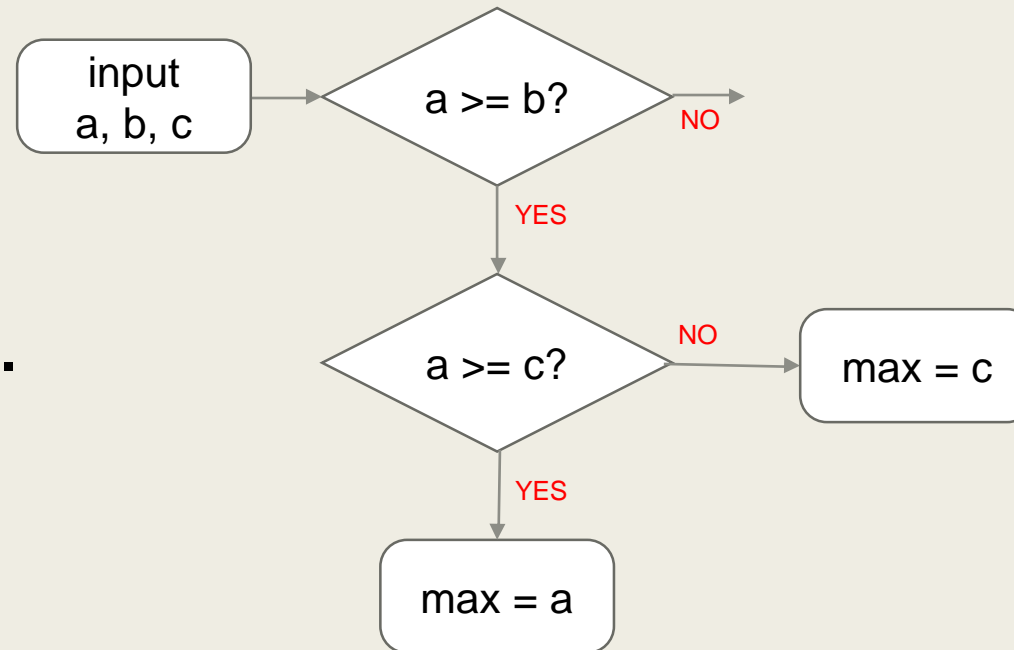 input
a, b, c
a >= b?
NO
YES
a >= c?
NO
max = c
YES
max = a